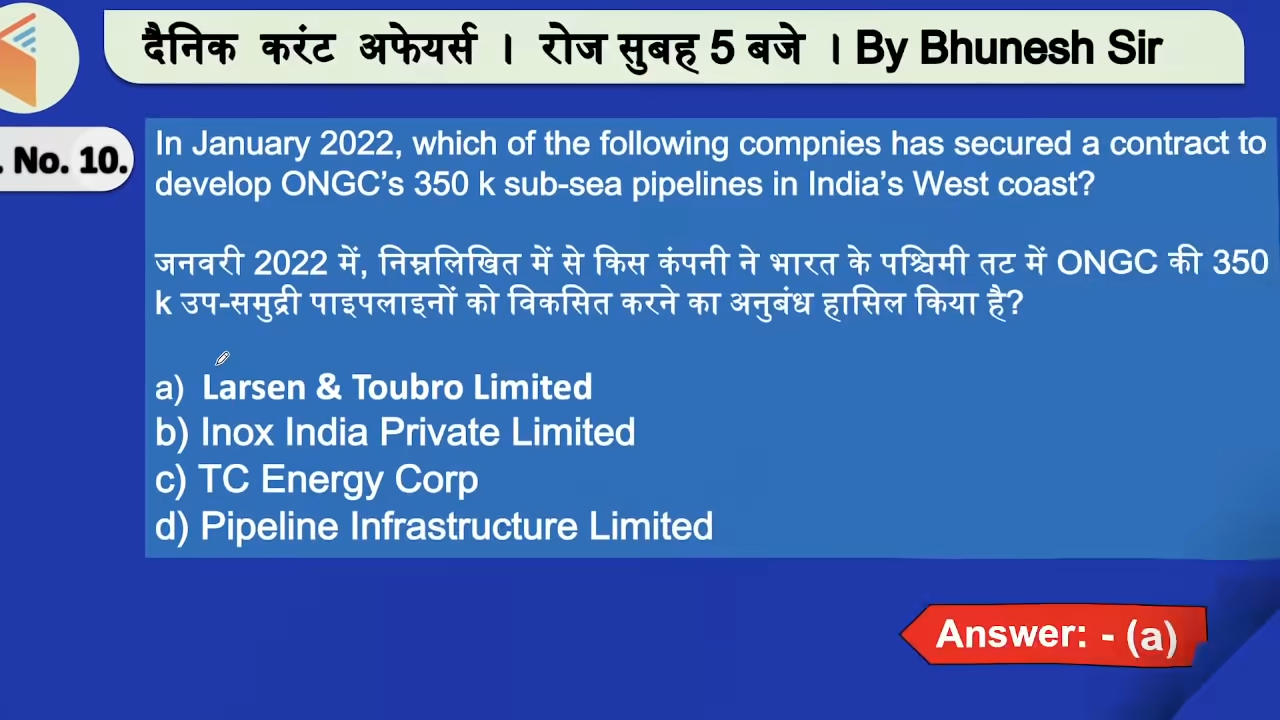 दैनिक करंट अफेयर्स । रोज सुबह 5 बजे । By Bhunesh Sir
. No. 10.
In January 2022, which of the following compnies has secured a contract to
develop ONGC’s 350 k sub-sea pipelines in India’s West coast?
जनवरी 2022 में, निम्नलिखित में से किस कंपनी ने भारत के पश्चिमी तट में ONGC की 350
k उप-समुद्री पाइपलाइनों को विकसित करने का अनुबंध हासिल किया है?
a) Larsen & Toubro Limited
b) Inox India Private Limited
c) TC Energy Corp
d) Pipeline Infrastructure Limited
Answer: - (a)